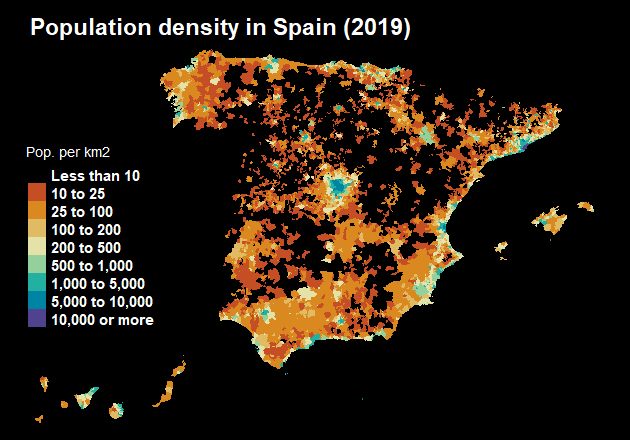 Population density in Spain (2019)
Pop. per km2
Less than 10
10 to 25
25 to 100
100 to 200
200 to 500
500 to 1,000
1,000 to 5,000
5,000 to 10,000
10,000 or more